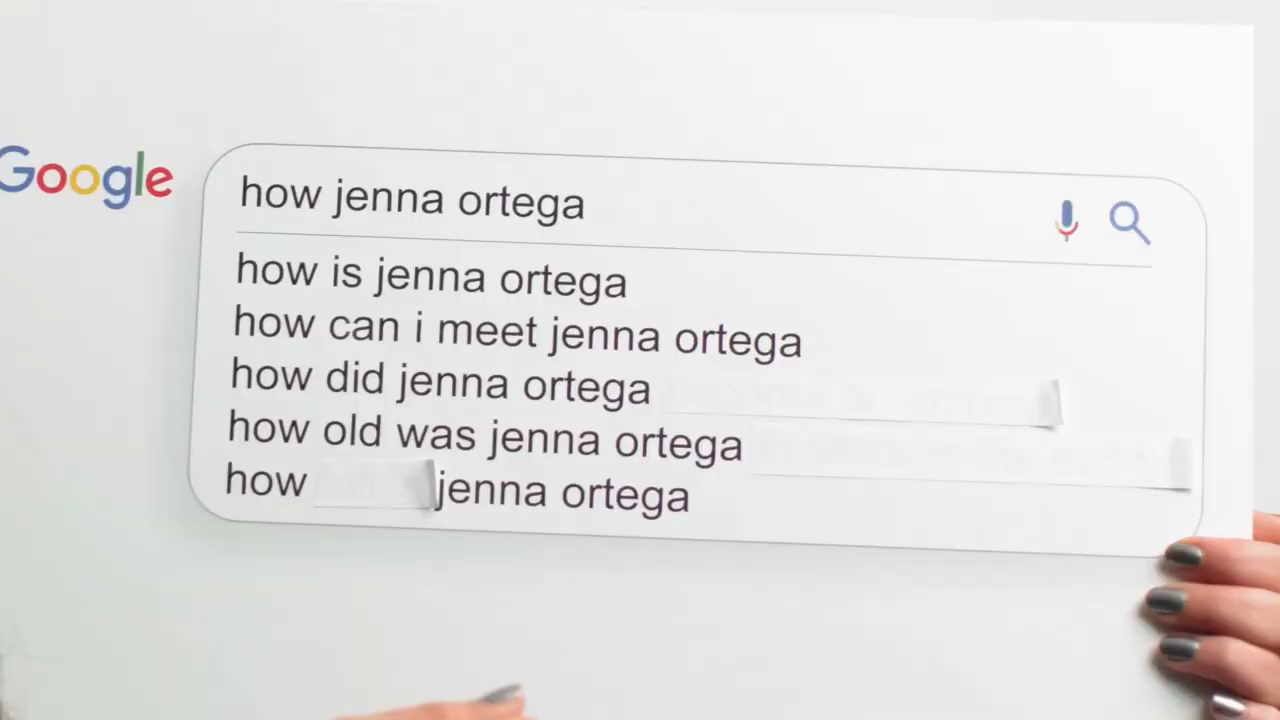 Google
how jenna ortega
how is jenna ortega
how can i meet jenna ortega
how did jenna ortega
how old was jenna ortega
how jenna ortega